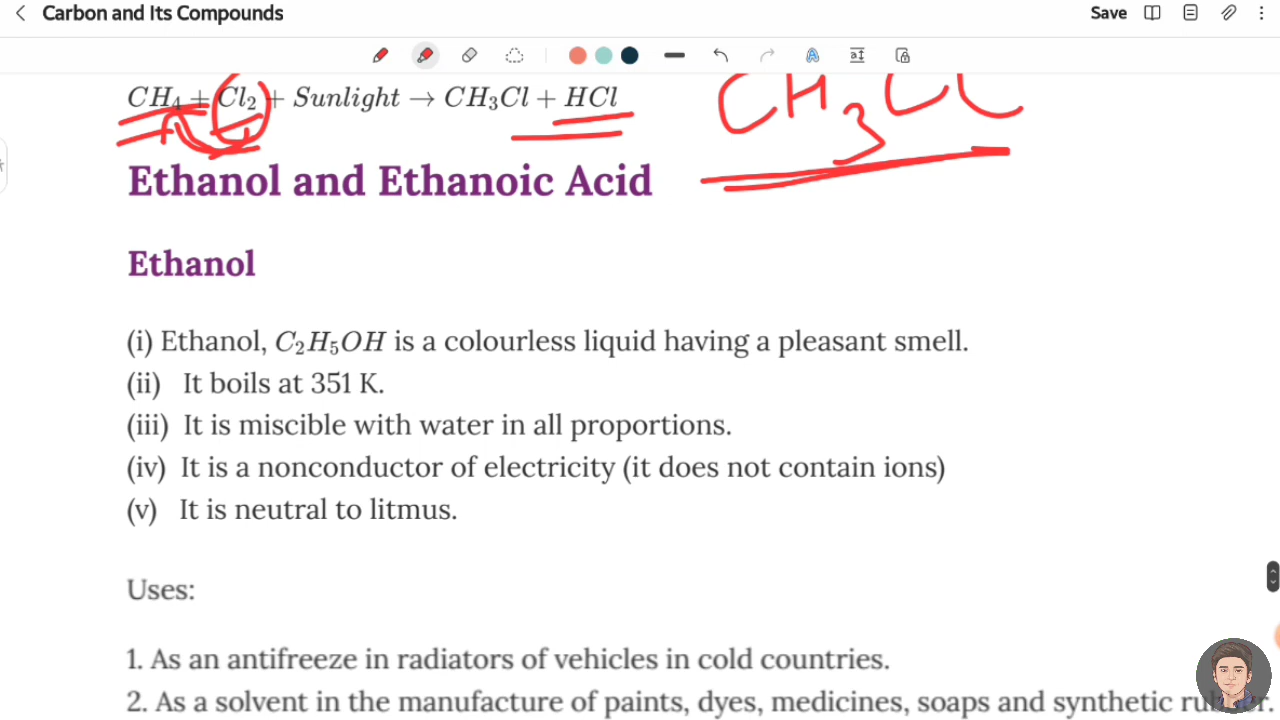 Carbon and Its Compounds
Save
CH₄ + Cl₂ + Sunlight → CH₃Cl + HCl
CH₃Cl
Ethanol and Ethanoic Acid
Ethanol
(i) Ethanol, C₂H₅OH is a colourless liquid having a pleasant smell.
(ii) It boils at 351 K.
(iii) It is miscible with water in all proportions.
(iv) It is a nonconductor of electricity (it does not contain ions)
(v) It is neutral to litmus.
Uses:
1. As an antifreeze in radiators of vehicles in cold countries.
2. As a solvent in the manufacture of paints, dyes, medicines, soaps and synthetic